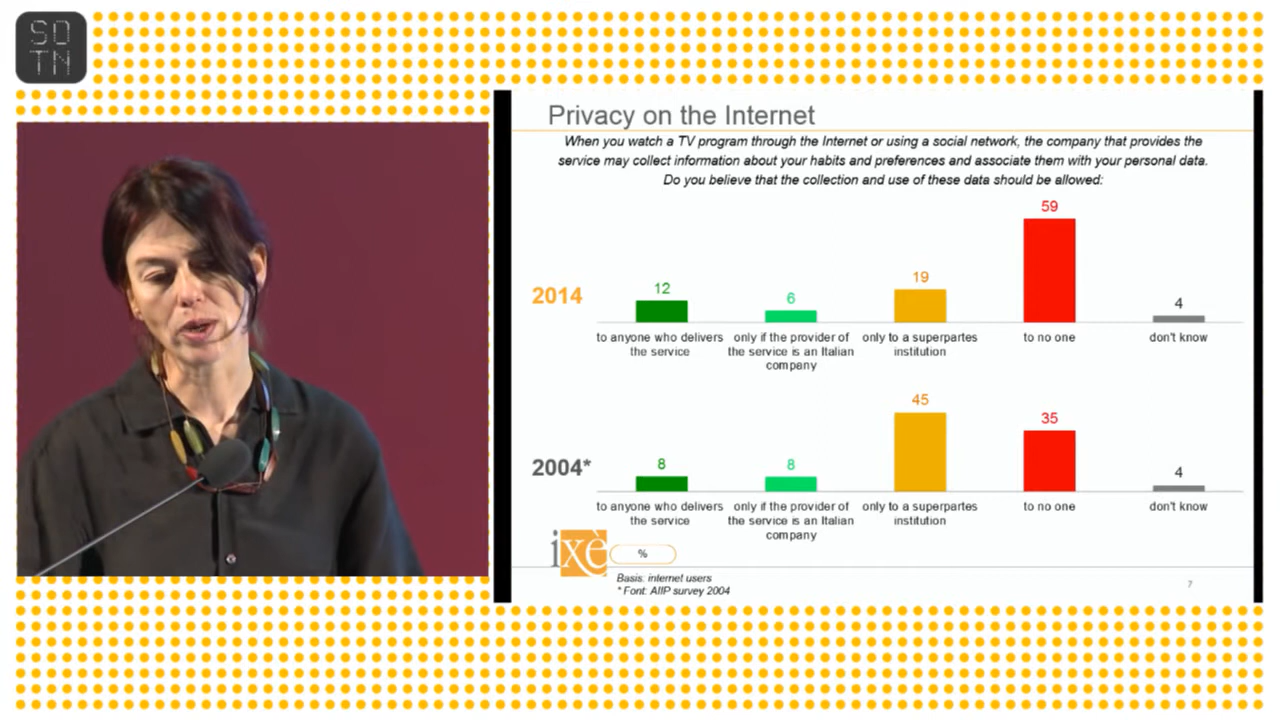 SO
TN
Privacy on the Internet
When you watch a TV program through the Internet or using a social network, the company that provides the
service may collect information about your habits and preferences and associate them with your personal data.
Do you believe that the collection and use of these data should be allowed:
2014
12
6
19
59
4
to anyone who delivers
the service
only if the provider of
the service is an Italian
company
only to a superpartes
institution
to no one
don't know
2004*
8
8
45
35
4
to anyone who delivers
the service
only if the provider of
the service is an Italian
company
only to a superpartes
institution
to no one
don't know
ixè
%
Basis: internet users
* Font: AIIP survey 2004
7